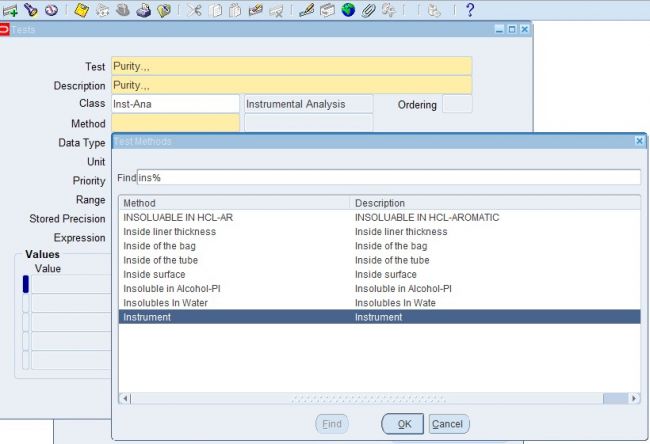 Tests
Test Purity.,,
Description Purity.,,
Class Inst-Ana Instrumental Analysis Ordering
Method
Test Methods
Data Type
Unit
Find ins%
Priority
Range
Method Description
Stored Precision
INSOLUABLE IN HCL-AR INSOLUABLE IN HCL-AROMATIC
Expression
Inside liner thickness Inside liner thickness
Values
Inside of the bag Inside of the bag
Value
Inside of the tube Inside of the tube
Inside surface Inside surface
Insoluble in Alcohol-PI Insoluble in Alcohol-PI
Insolubles In Water Insolubles In Wate
Instrument Instrument
Find OK Cancel